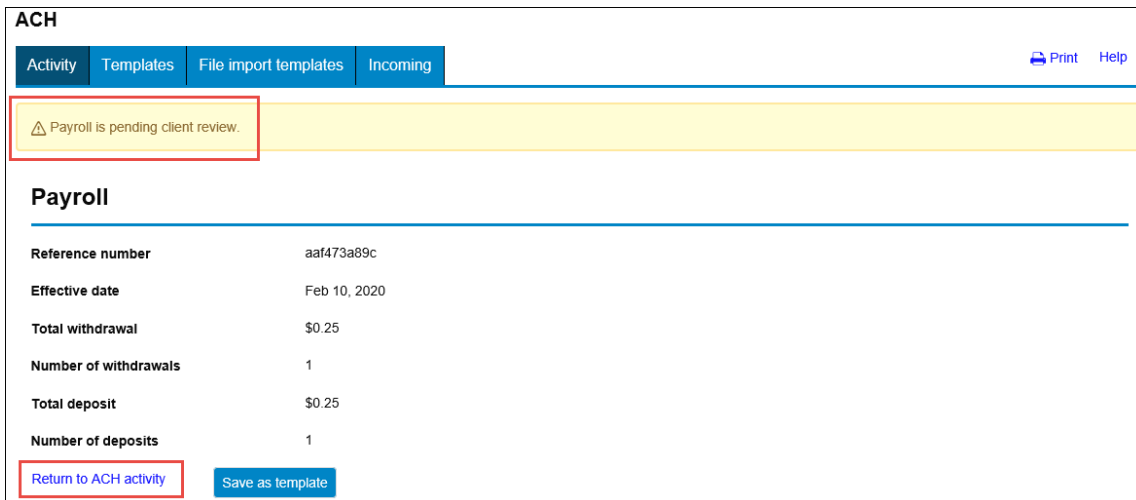 ACH
Activity Templates File import templates Incoming Print Help
Payroll is pending client review.
Payroll
Reference number aaf473a89c
Effective date Feb 10, 2020
Total withdrawal $0.25
Number of withdrawals 1
Total deposit $0.25
Number of deposits 1
Return to ACH activity Save as template